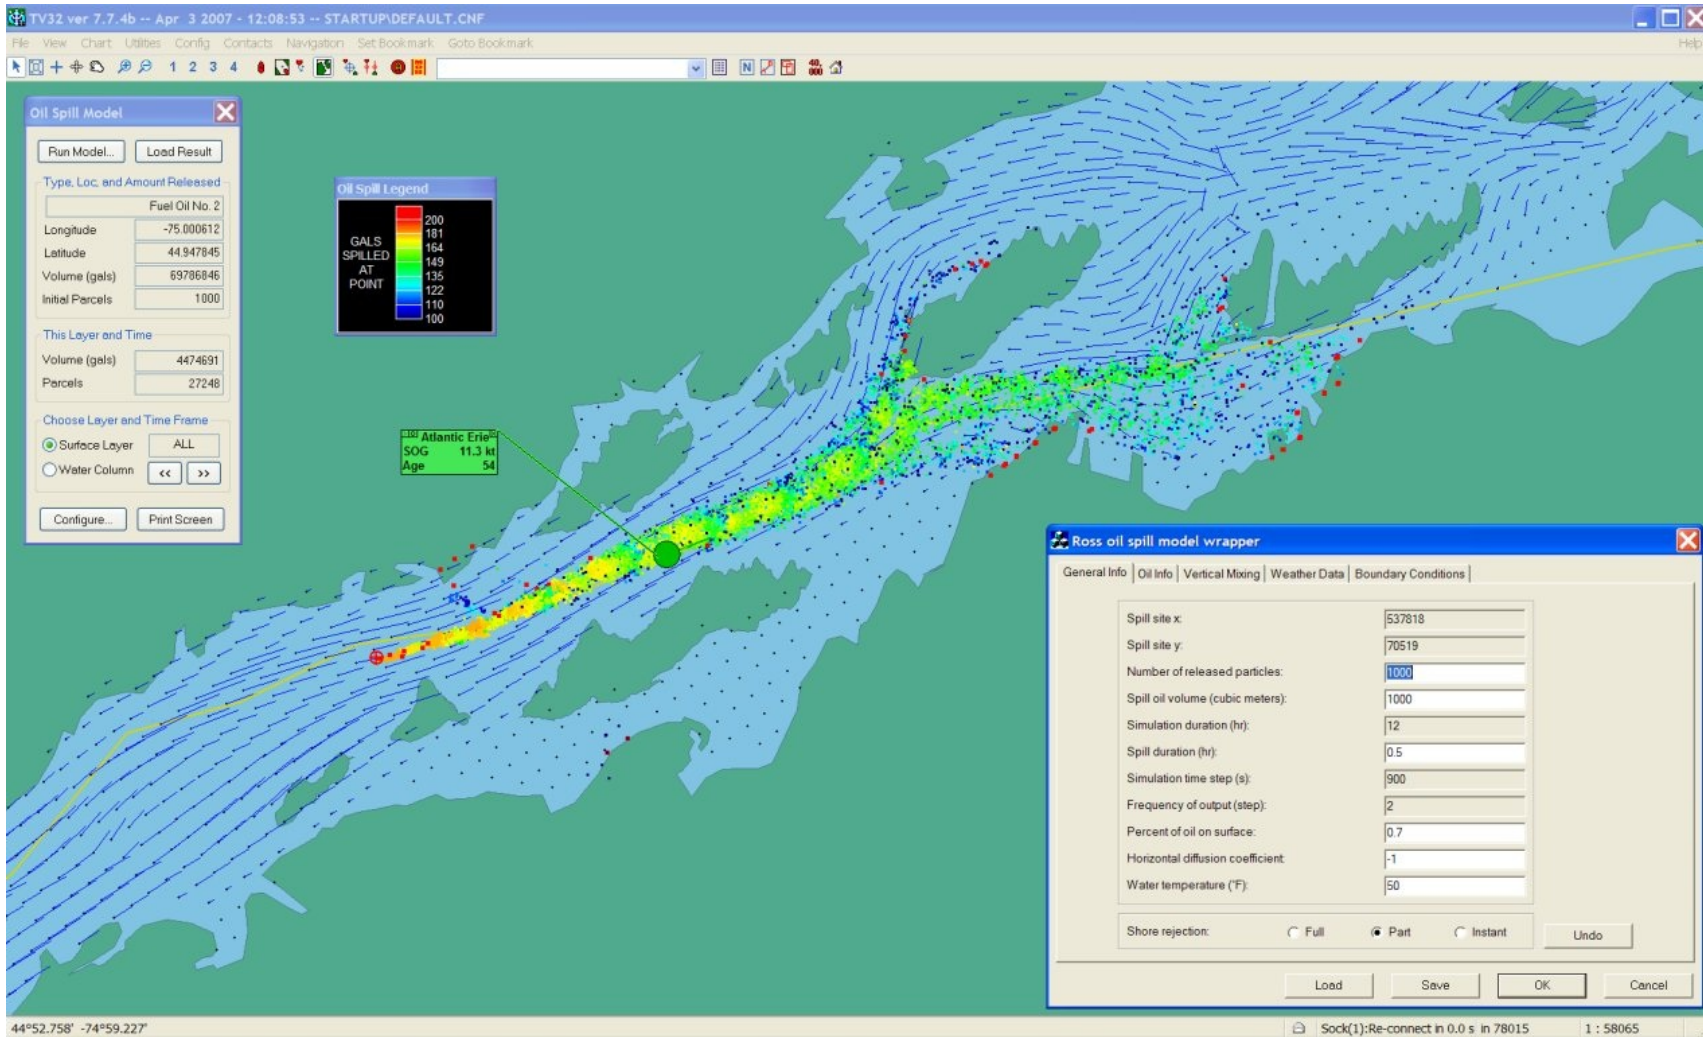 TV32 ver 7.7.4b -- Apr 3 2007 - 12:08:53 -- STARTUP\DEFAULT.CNF
File View Chart Utilities Config Contacts Navigation Set Bookmark Goto Bookmark Help
1 2 3 4 N 40, 000
Oil Spill Model
Run Model... Load Result
Type, Loc, and Amount Released
Fuel Oil No. 2
Longitude -75.000612
Latitude 44.947845
Volume (gals) 69786846
Initial Parcels 1000
This Layer and Time
Volume (gals) 4474691
Parcels 27248
Choose Layer and Time Frame
Surface Layer ALL
Water Column << >>
Configure... Print Screen
Oil Spill Legend
GALS
SPILLED
AT
POINT
200
181
164
149
135
122
110
100
Atlantic Erie
SOG 11.3 kt
Age 54
Ross oil spill model wrapper
General Info Oil Info Vertical Mixing Weather Data Boundary Conditions
Spill site x: 537818
Spill site y: 70519
Number of released particles: 1000
Spill oil volume (cubic meters): 1000
Simulation duration (hr): 12
Spill duration (hr): 0.5
Simulation time step (s): 900
Frequency of output (step): 2
Percent of oil on surface: 0.7
Horizontal diffusion coefficient: -1
Water temperature (°F): 50
Shore rejection: Full Part Instant Undo
Load Save OK Cancel
44°52.758' -74°59.227' Sock(1):Re-connect in 0.0 s in 78015 1 : 58065